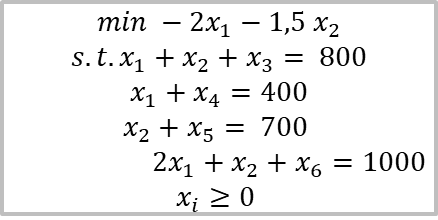 min − 2x₁ − 1,5 x₂
s.t. x₁ + x₂ + x₃ = 800
x₁ + x₄ = 400
x₂ + x₅ = 700
2x₁ + x₂ + x₆ = 1000
xᵢ ≥ 0